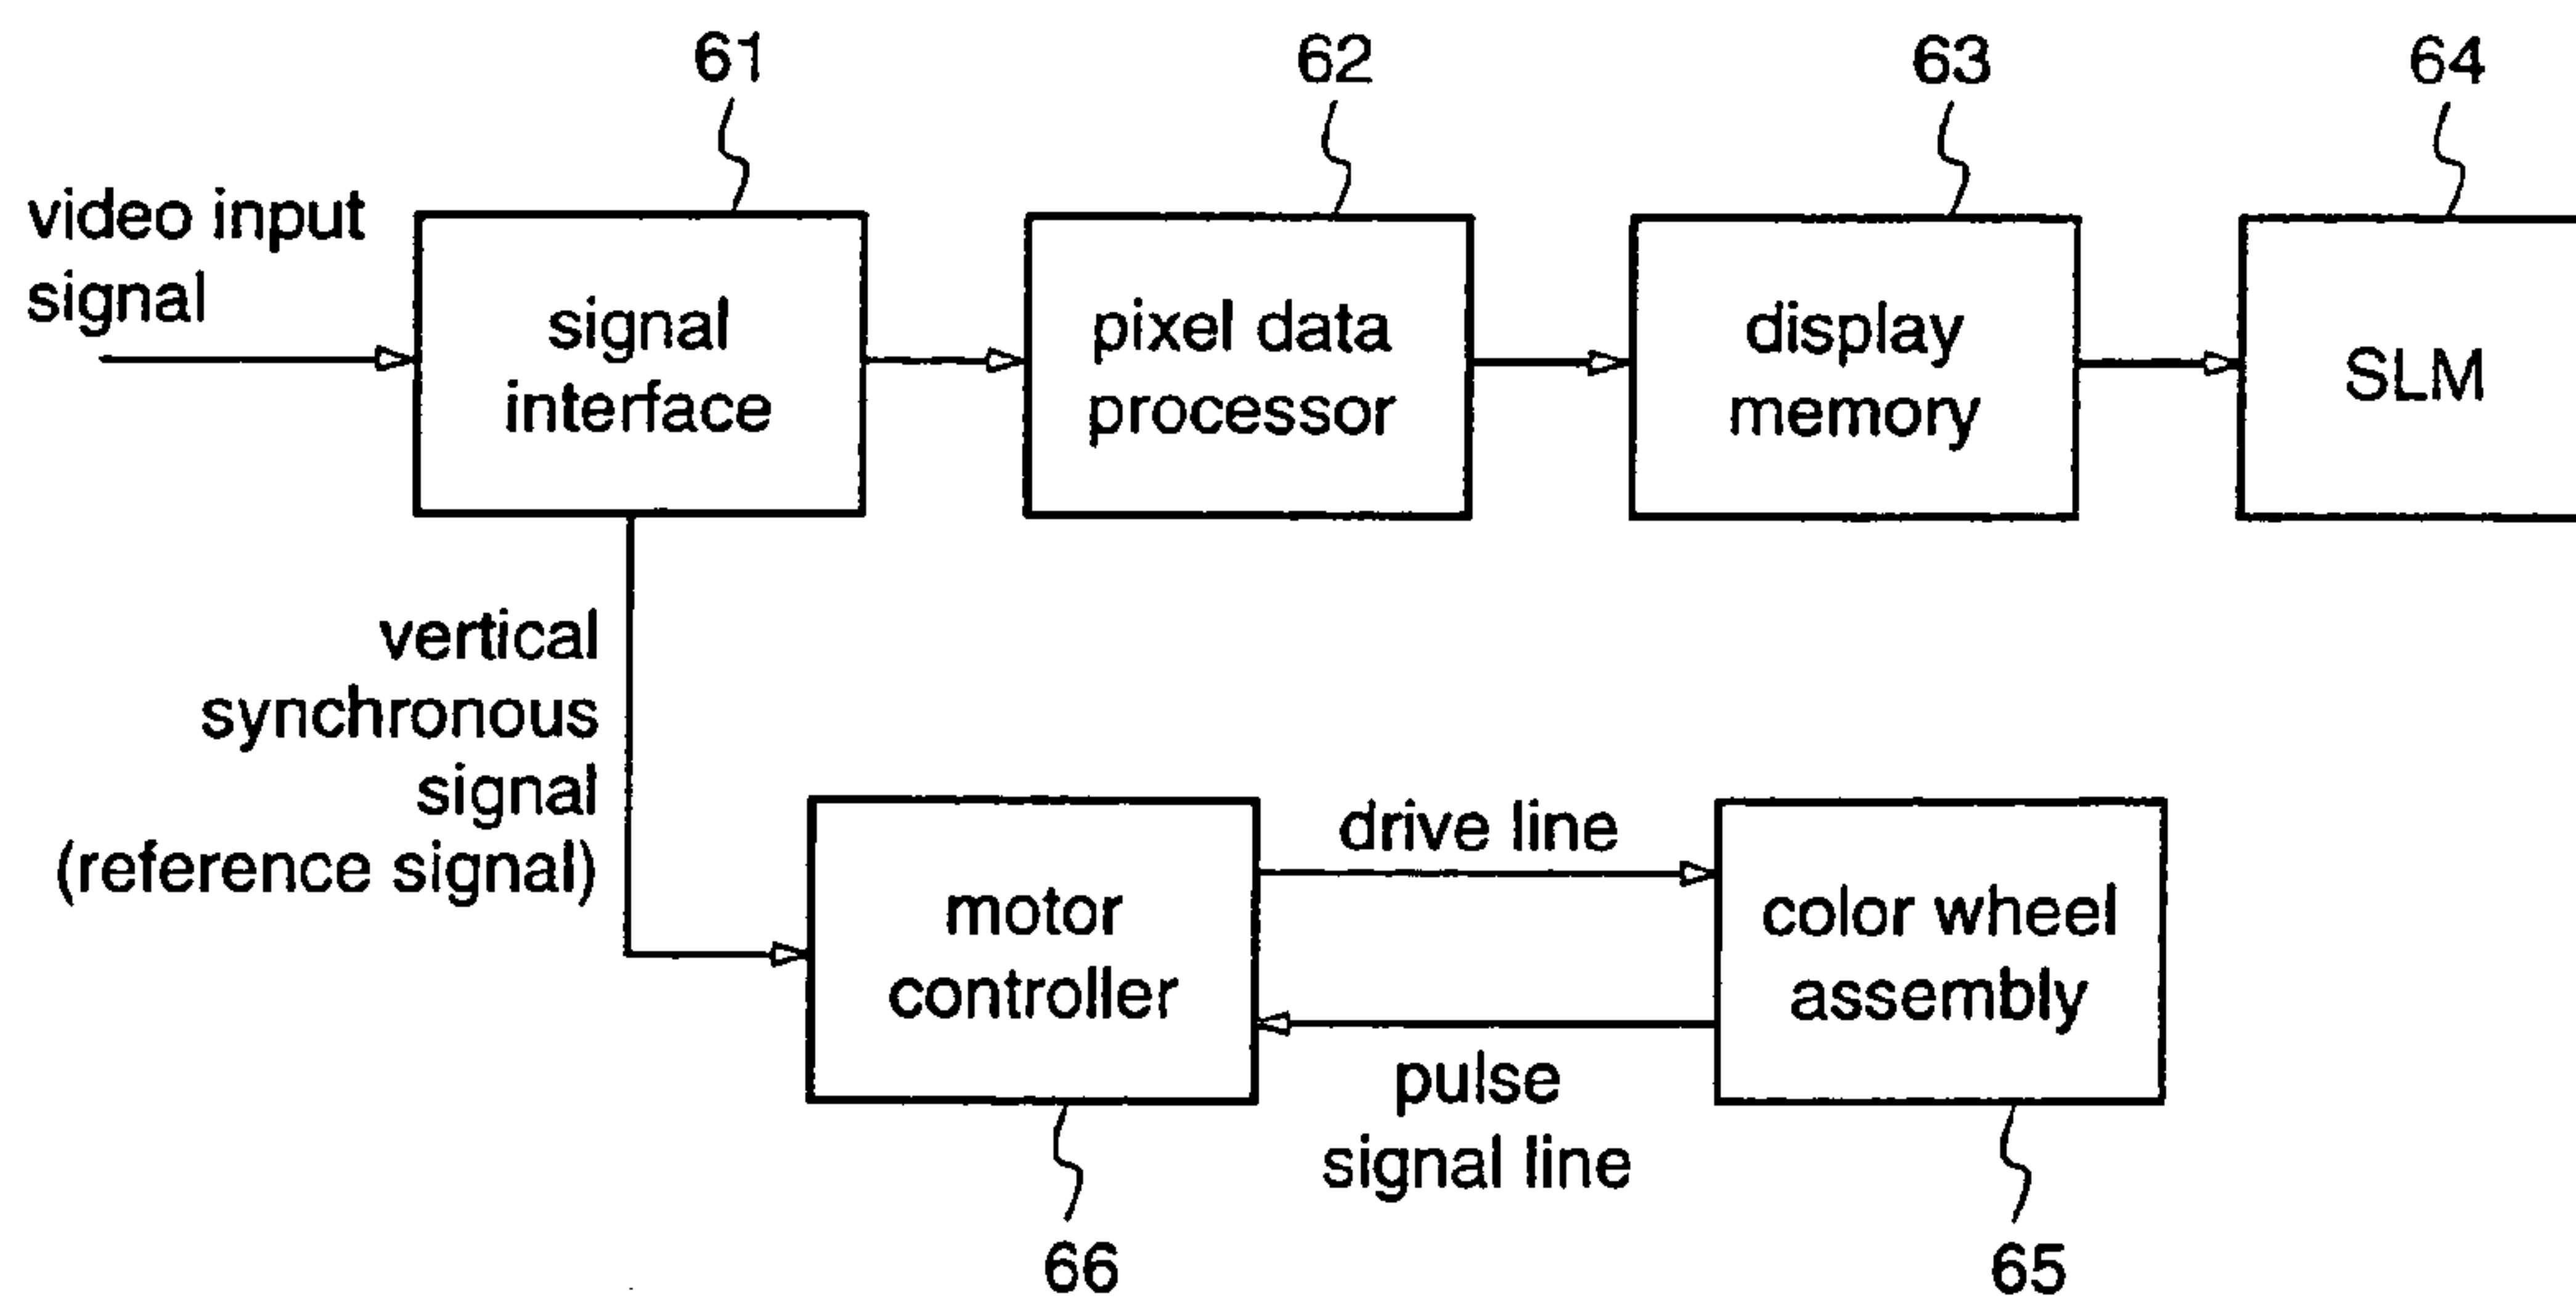 61
62
63
64
video input
signal
signal
interface
pixel data
processor
display
memory
SLM
vertical
synchronous
signal
(reference signal)
motor
controller
drive line
pulse
signal line
color wheel
assembly
66
65